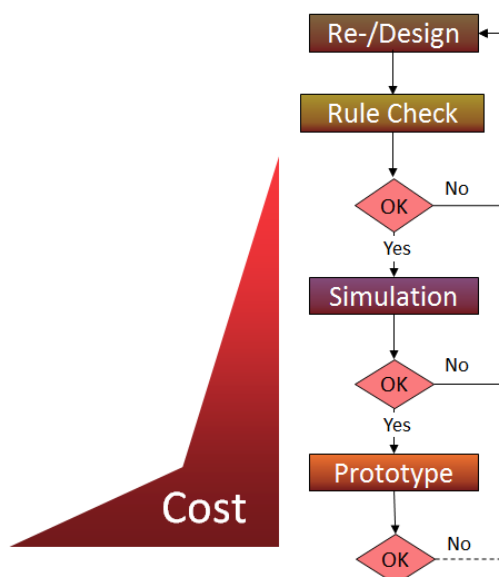 Re-/Design
Rule Check
OK
No
Yes
Simulation
OK
No
Yes
Prototype
Cost
OK
No